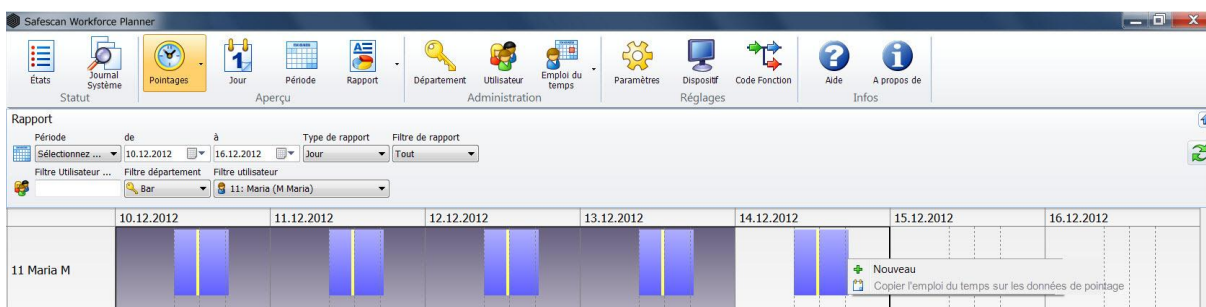 Safescan Workforce Planner
États
Journal
Système
Pointages
Jour
Période
Rapport
Département
Utilisateur
Emploi du
temps
Paramètres
Dispositif
Code Fonction
Aide
A propos de
Statut
Aperçu
Administration
Réglages
Infos
Rapport
Période de à Type de rapport Filtre de rapport
Sélectionnez ... 10.12.2012 16.12.2012 Jour Tout
Filtre Utilisateur ... Filtre département Filtre utilisateur
Bar 11: Maria (M Maria)
10.12.2012 11.12.2012 12.12.2012 13.12.2012 14.12.2012 15.12.2012 16.12.2012
11 Maria M
Nouveau
Copier l'emploi du temps sur les données de pointage